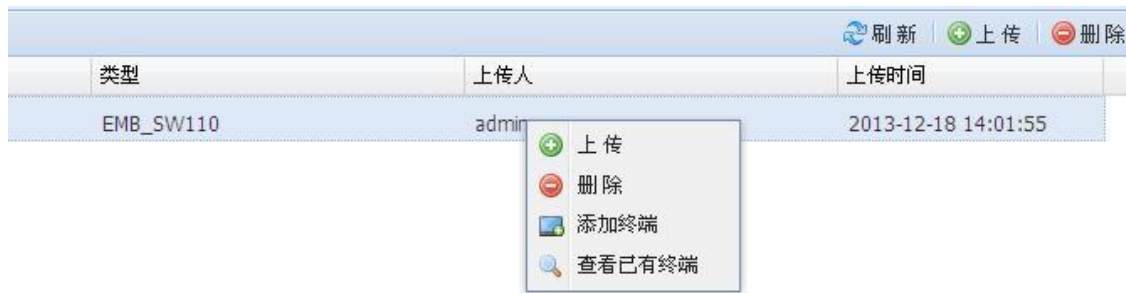 刷新 上传 删除
类型 上传人 上传时间
EMB_SW110 admin 2013-12-18 14:01:55
上传
删除
添加终端
查看已有终端